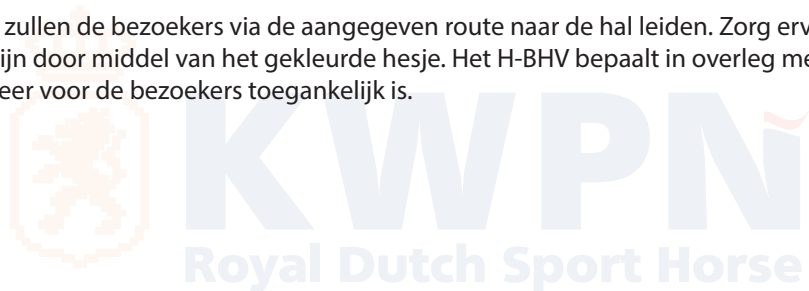 zullen de bezoekers via de aangegeven route naar de hal leiden. Zorg erv
ijn door middel van het gekleurde hesje. Het H-BHV bepaalt in overleg me
eer voor de bezoekers toegankelijk is.
KWPN
Royal Dutch Sport Horse